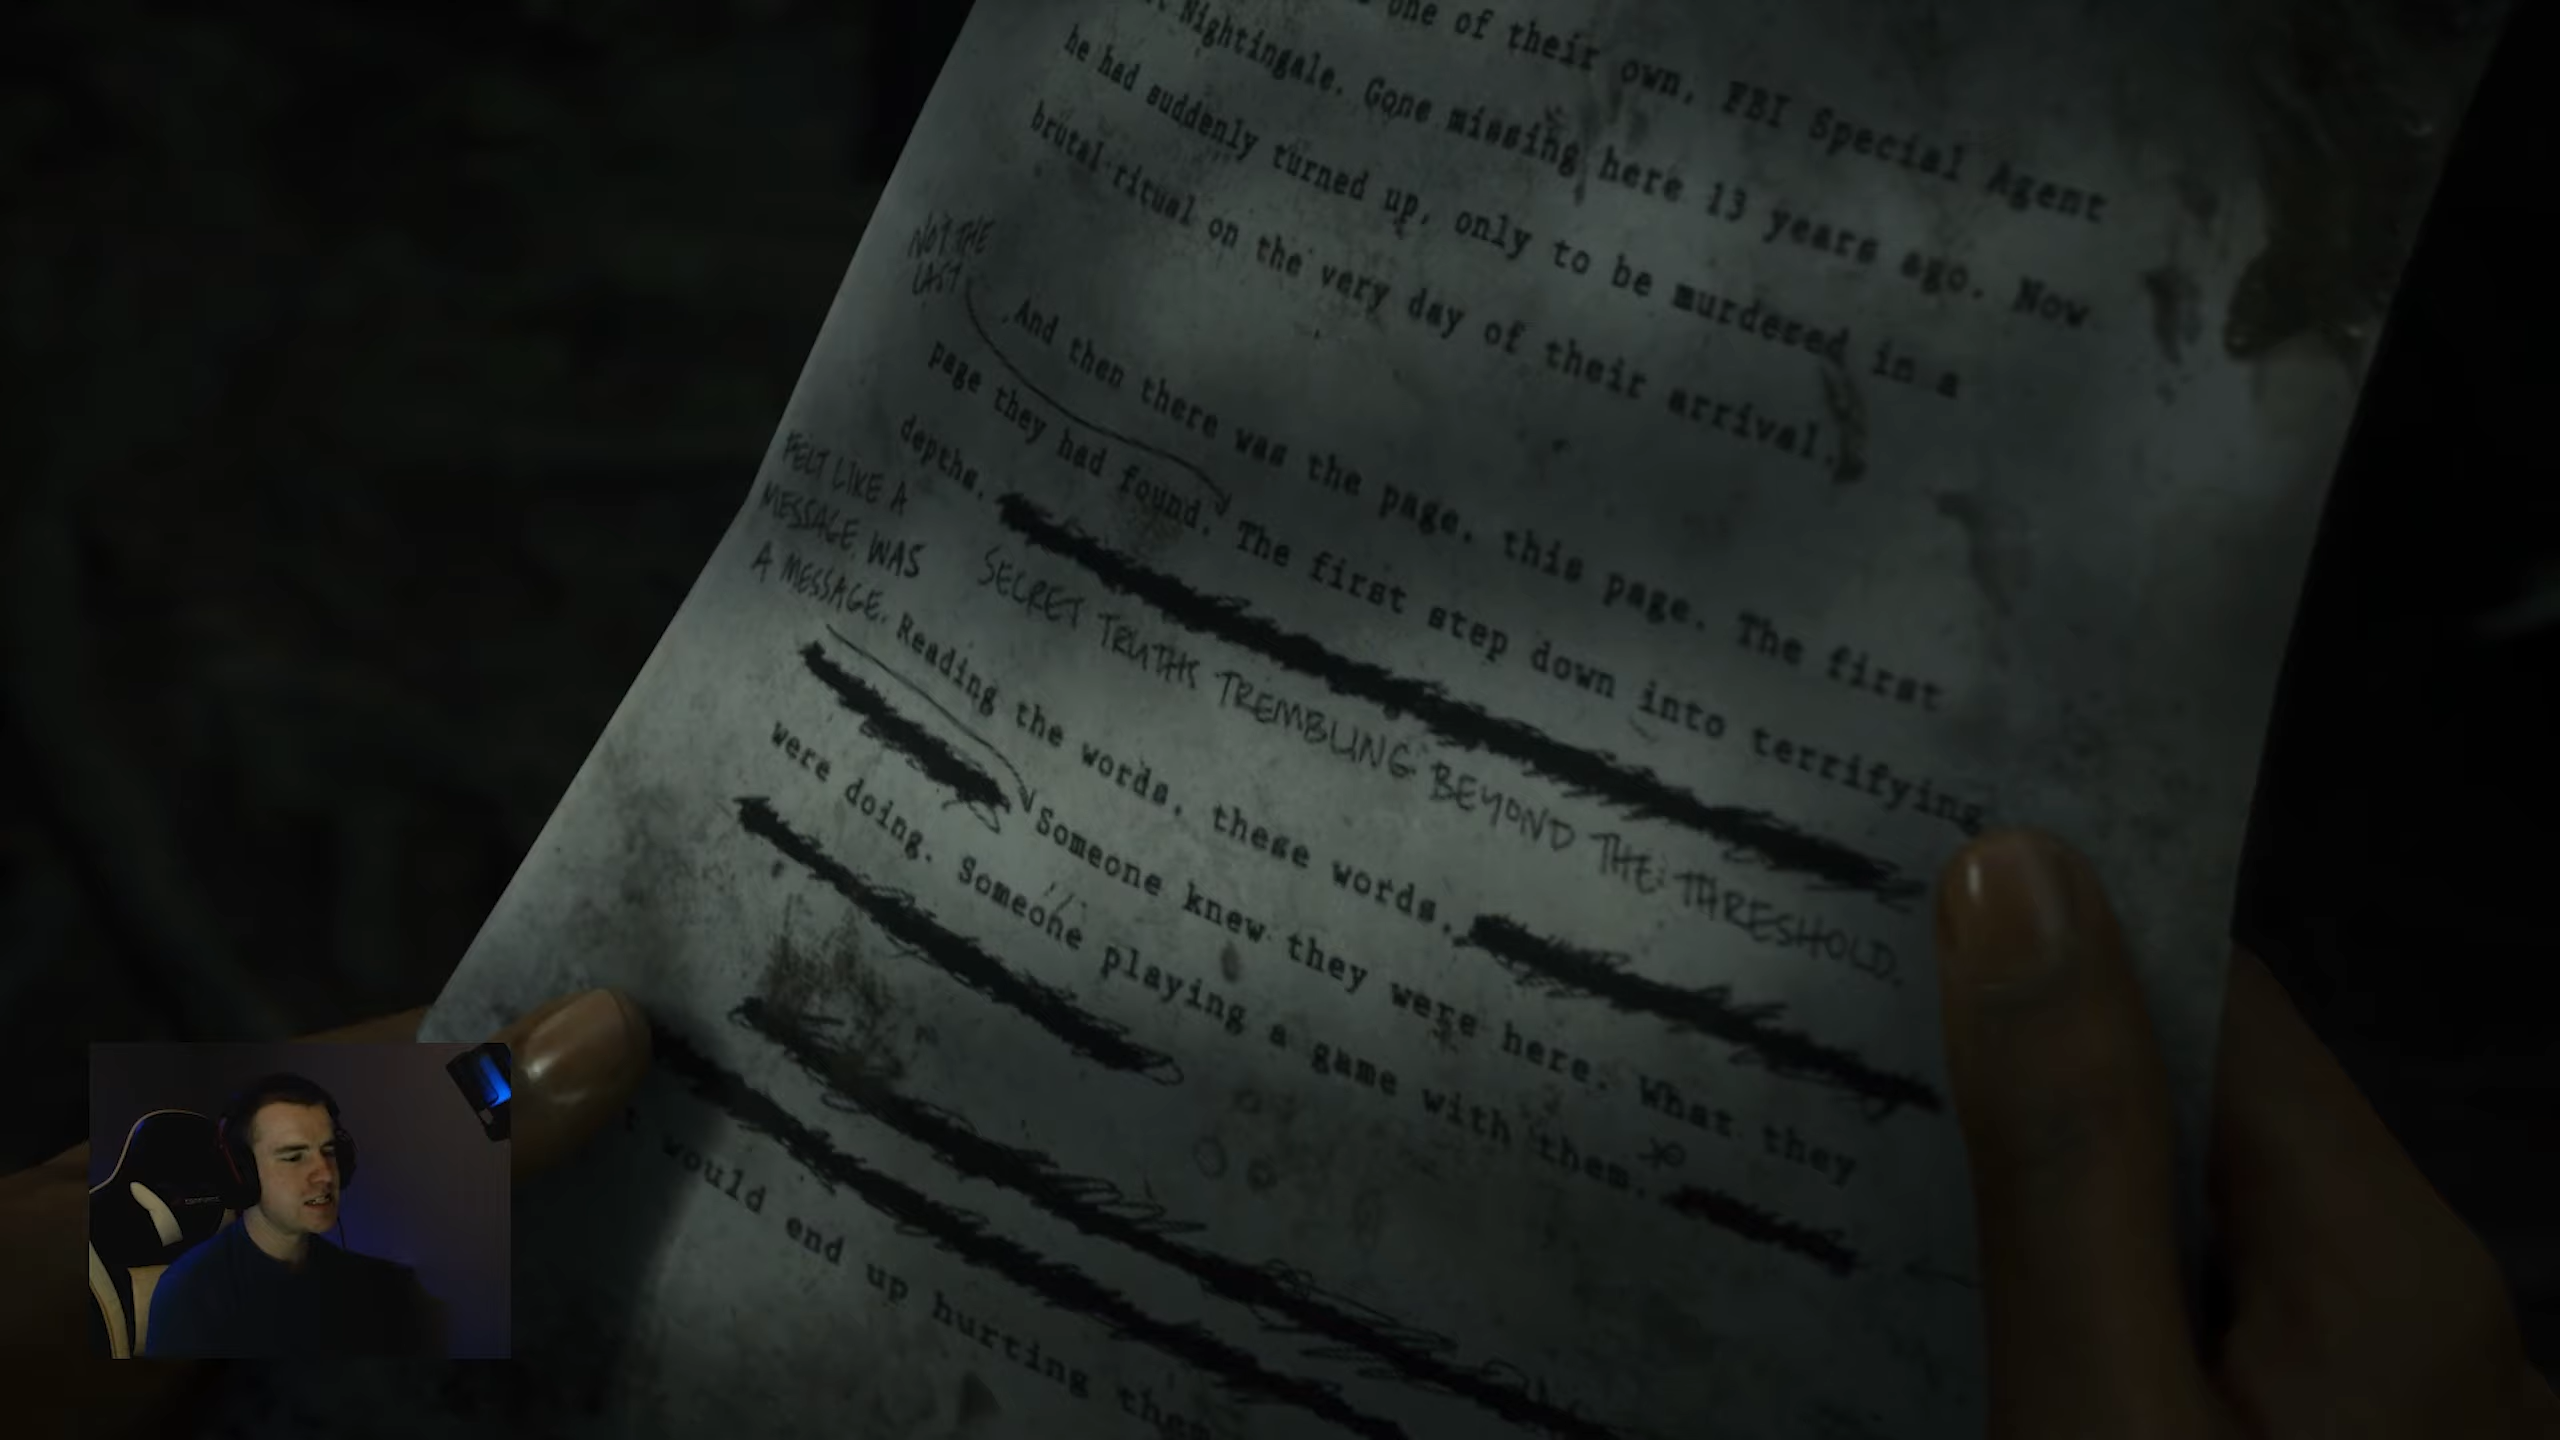 one of their own. FBI Special Agent
Nightingale. Gone missing here 13 years ago. Now
he had suddenly turned up, only to be murdered in a
brutal ritual on the very day of their arrival.
NOT THE
LAST
And then there was the page, this page. The first
page they had found. The first step down into terrifying
depths.
SECRET TRUTHS TREMBLING BEYOND THE THRESHOLD.
FELT LIKE A
MESSAGE WAS
A MESSAGE.
Reading the words, these words.
Someone knew they were here. What they
were doing. Someone playing a game with them.
would end up hurting